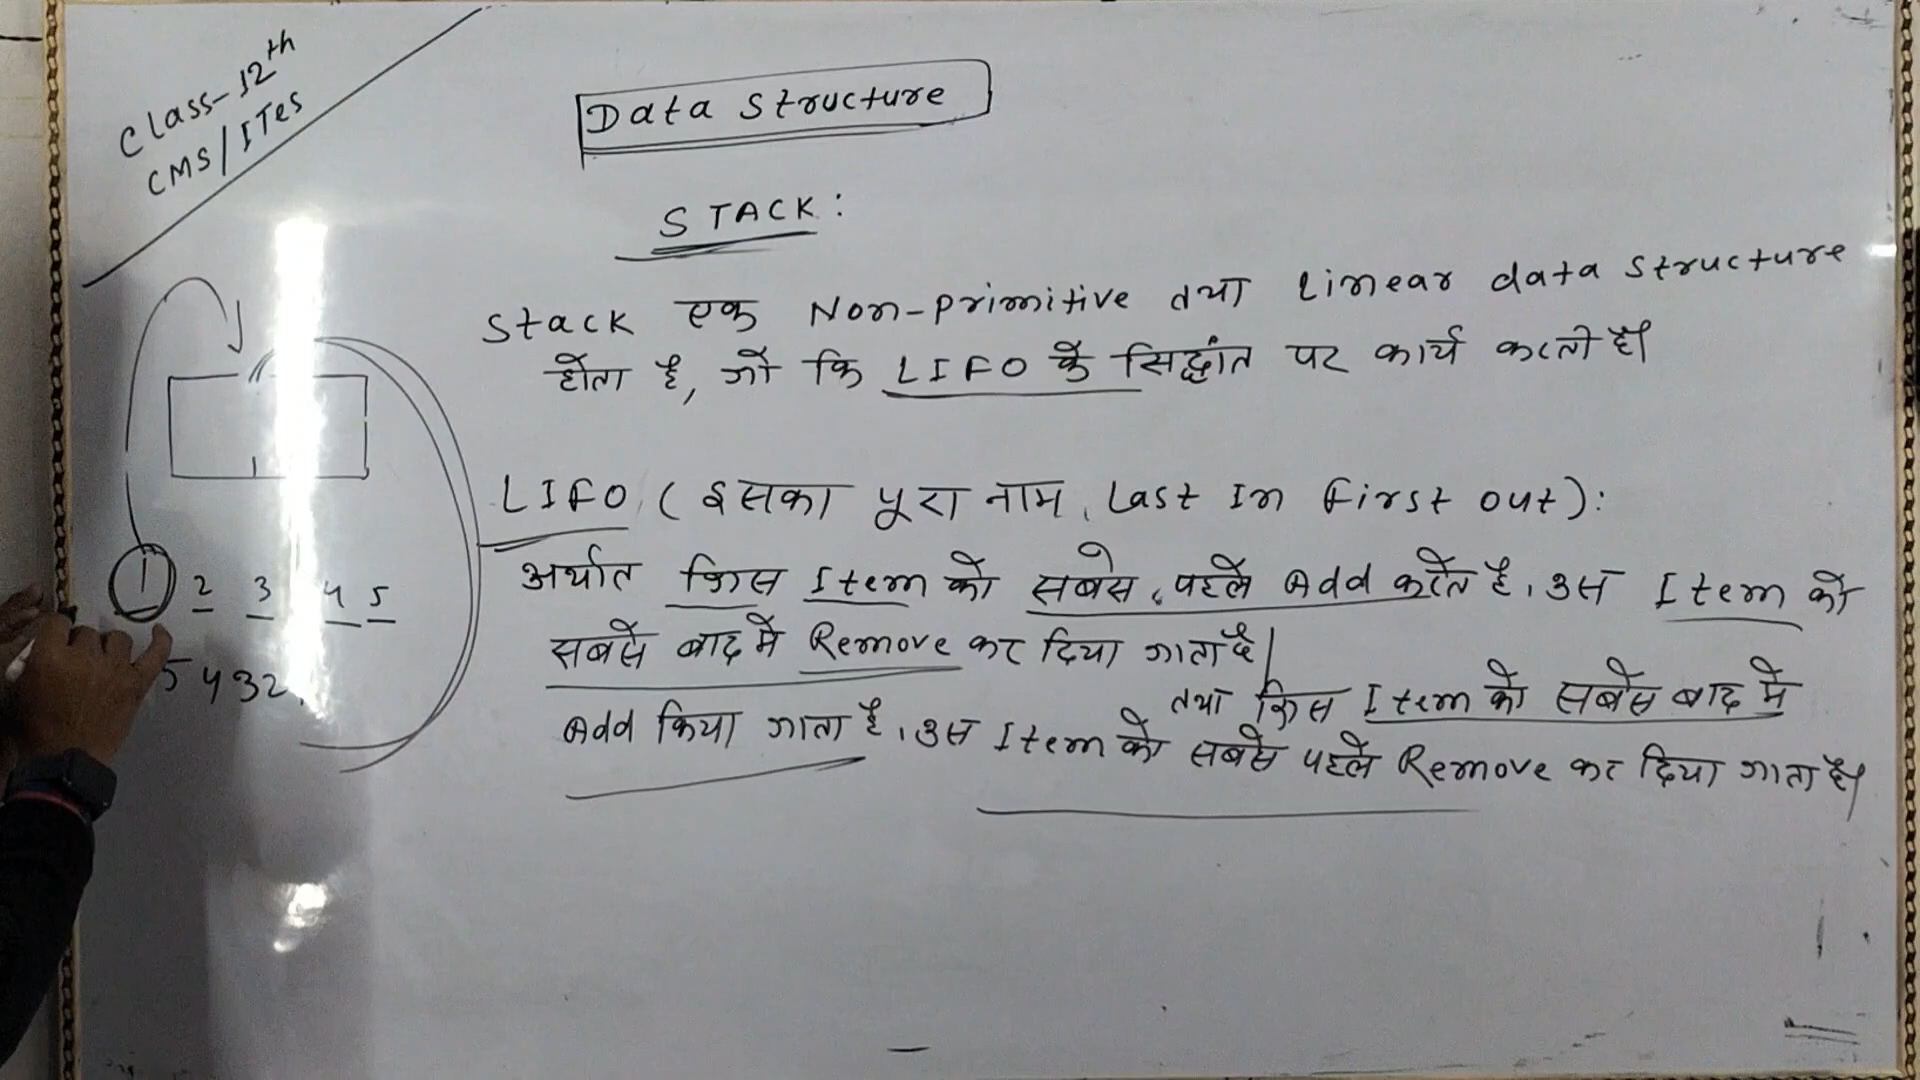 Class-12th
CMS/ITes
Data Structure
STACK:
Stack एक Non-primitive तथा Linear data structure
होता है, जो कि LIFO के सिद्धांत पर कार्य करती है।
LIFO (इसका पूरा नाम, Last In First out):
अर्थात जिस Item को सबसे पहले Add करते है, उस Item को
सबसे बाद मे Remove कर दिया जाता है।
तथा जिस Item को सबसे बाद मे
Add किया जाता है, उस Item को सबसे पहले Remove कर दिया जाता है।
1 2 3 4 5
5 4 3 2